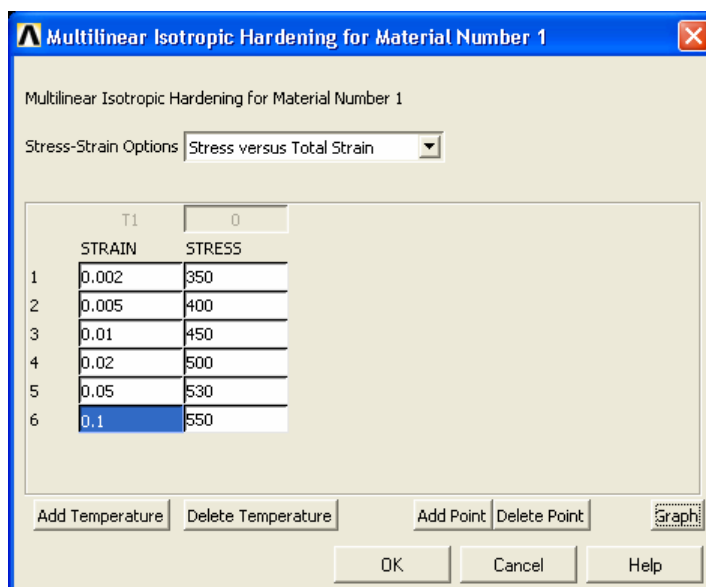 Multilinear Isotropic Hardening for Material Number 1
Multilinear Isotropic Hardening for Material Number 1
Stress-Strain Options Stress versus Total Strain
T1 0
STRAIN STRESS
1 0.002 350
2 0.005 400
3 0.01 450
4 0.02 500
5 0.05 530
6 0.1 550
Add Temperature Delete Temperature Add Point Delete Point Graph
OK Cancel Help